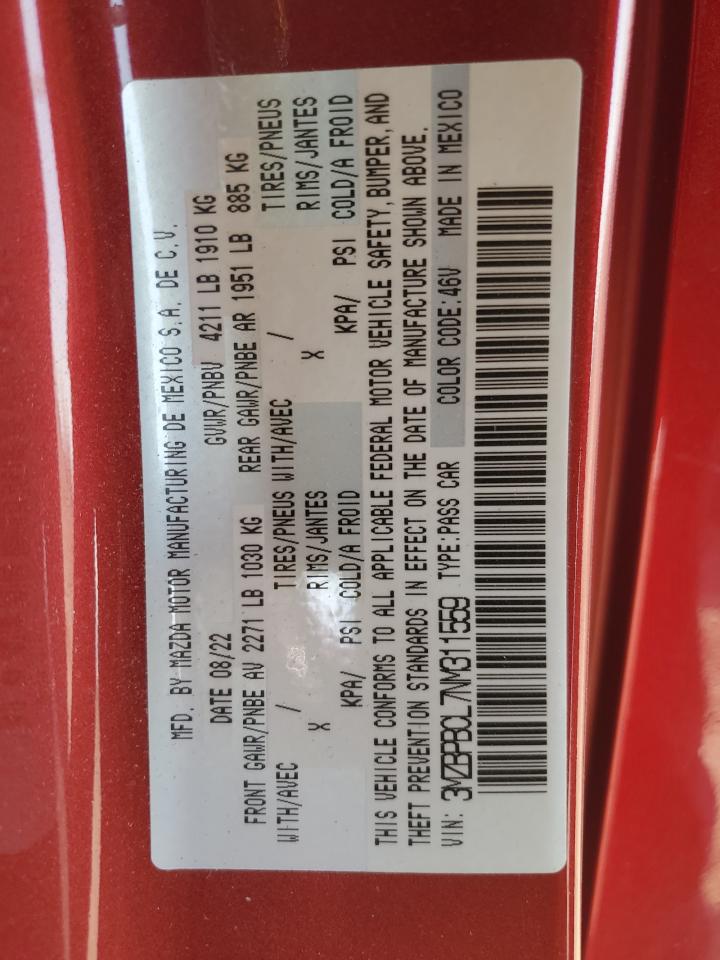 MFD. BY MAZDA MOTOR MANUFACTURING DE MEXICO S.A. DE C.V.
DATE 08/22 GVWR/PNBV 4211 LB 1910 KG
FRONT GAWR/PNBE AV 2271 LB 1030 KG REAR GAWR/PNBE AR 1951 LB 885 KG
WITH/AVEC / TIRES/PNEUS WITH/AVEC / TIRES/PNEUS
X RIMS/JANTES X RIMS/JANTES
KPA/ PSI COLD/A FROID KPA/ PSI COLD/A FROID
THIS VEHICLE CONFORMS TO ALL APPLICABLE FEDERAL MOTOR VEHICLE SAFETY, BUMPER, AND
THEFT PREVENTION STANDARDS IN EFFECT ON THE DATE OF MANUFACTURE SHOWN ABOVE.
VIN: 3MZBPBCL7NM311559 TYPE:PASS CAR COLOR CODE:46V MADE IN MEXICO